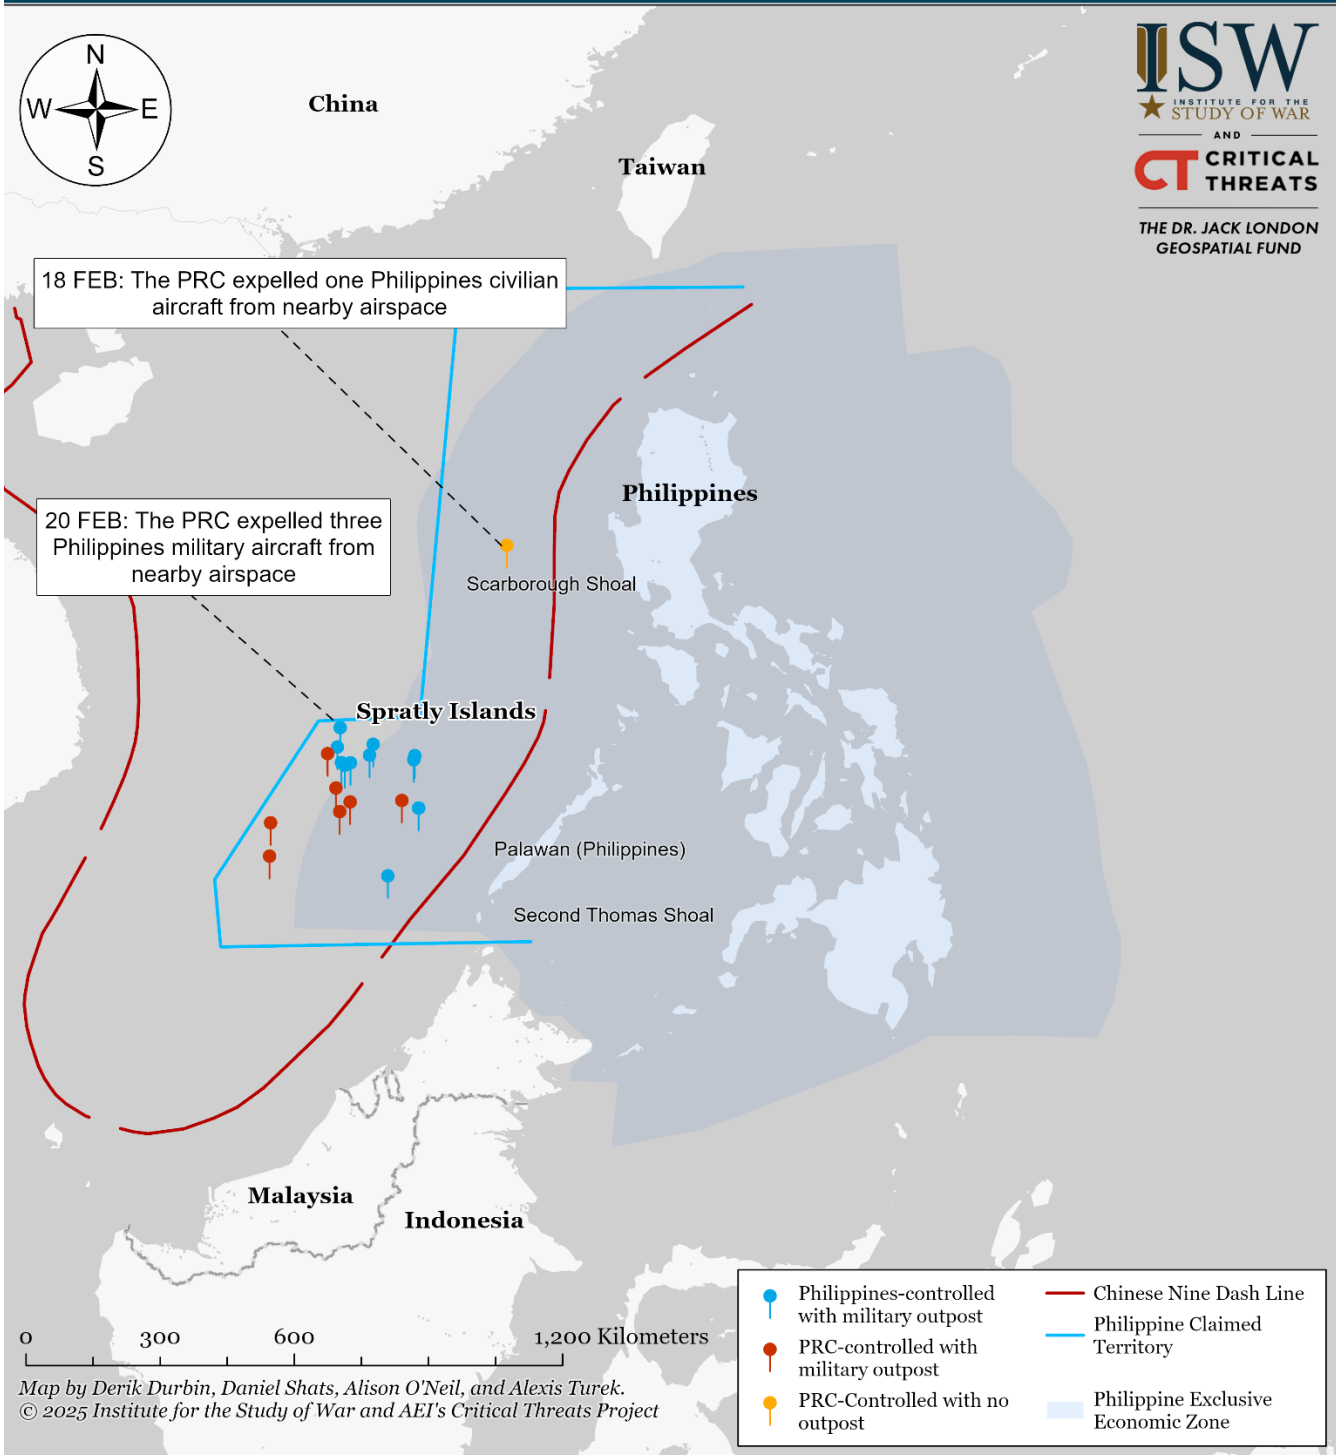 N
W
E
S
China
Taiwan
ISW
INSTITUTE FOR THE
STUDY OF WAR
AND
CT CRITICAL
THREATS
THE DR. JACK LONDON
GEOSPATIAL FUND
18 FEB: The PRC expelled one Philippines civilian
aircraft from nearby airspace
Philippines
20 FEB: The PRC expelled three
Philippines military aircraft from
nearby airspace
Scarborough Shoal
Spratly Islands
Palawan (Philippines)
Second Thomas Shoal
Malaysia
Indonesia
Philippines-controlled
with military outpost
PRC-controlled with
military outpost
PRC-Controlled with no
outpost
Chinese Nine Dash Line
Philippine Claimed
Territory
Philippine Exclusive
Economic Zone
0 300 600 1,200 Kilometers
Map by Derik Durbin, Daniel Shats, Alison O'Neil, and Alexis Turek.
© 2025 Institute for the Study of War and AEI's Critical Threats Project